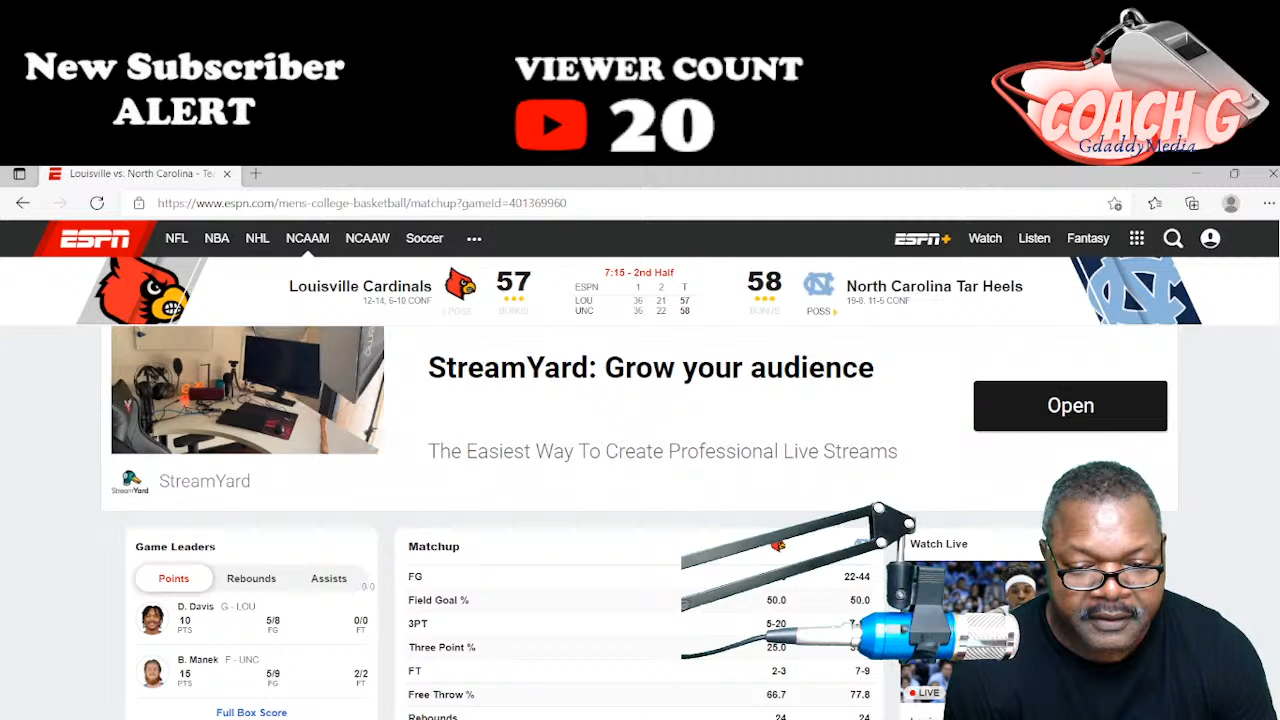 New Subscriber
ALERT
VIEWER COUNT
20
COACH G
GdaddyMedia
Louisville vs. North Carolina - Te
https://www.espn.com/mens-college-basketball/matchup?gameId=401369960
ESPN
NFL
NBA
NHL
NCAAM
NCAAW
Soccer
ESPN+
Watch
Listen
Fantasy
Louisville Cardinals
12-14, 6-10 CONF
57
POSS
BONUS
7:15 - 2nd Half
ESPN 1 2 T
LOU 36 21 57
UNC 36 22 58
58
BONUS
POSS
North Carolina Tar Heels
19-8, 11-5 CONF
StreamYard: Grow your audience
Open
The Easiest Way To Create Professional Live Streams
StreamYard
StreamYard
Game Leaders
Points
Rebounds
Assists
0/0
D. Davis G - LOU
10 5/8 0/0
PTS FG FT
B. Manek F - UNC
15 5/9 2/2
PTS FG FT
Full Box Score
Matchup
FG 22-44
Field Goal % 50.0 50.0
3PT 5-20
Three Point % 25.0
FT 2-3 7-9
Free Throw % 66.7 77.8
Rebounds 24 24
Watch Live
LIVE